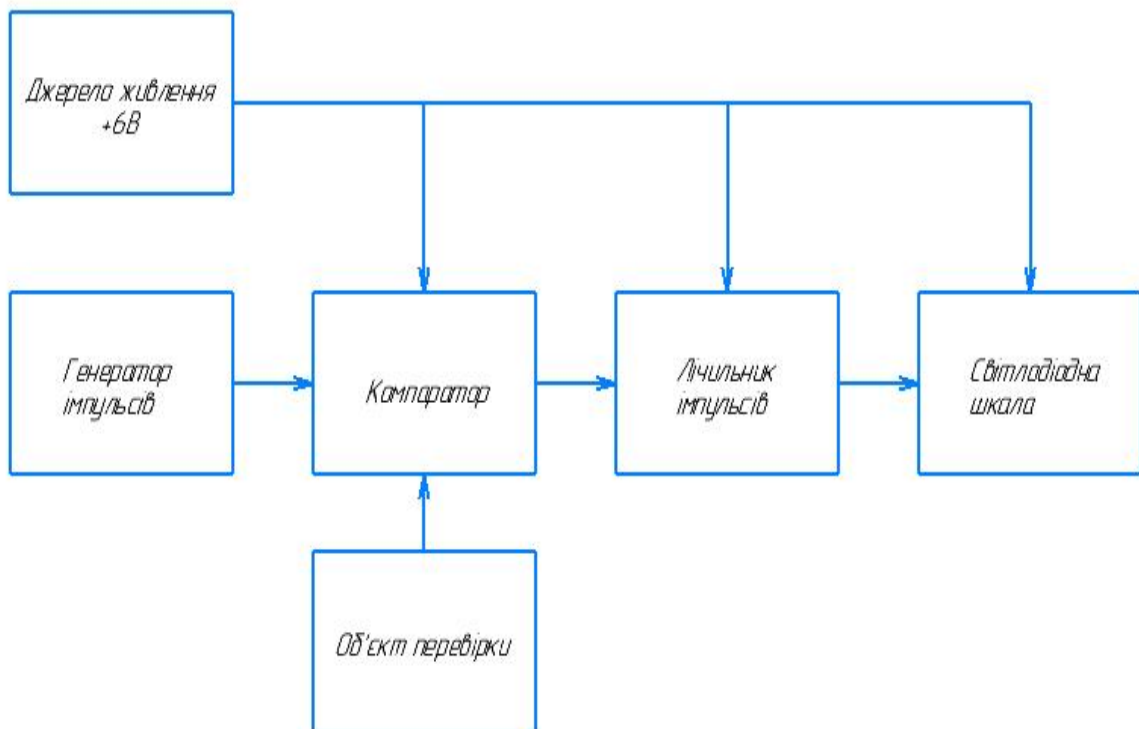 Джерело живлення
+6В
Генератор
імпульсів
Компаратор
Лічильник
імпульсів
Світлодіодна
шкала
Об'єкт перевірки